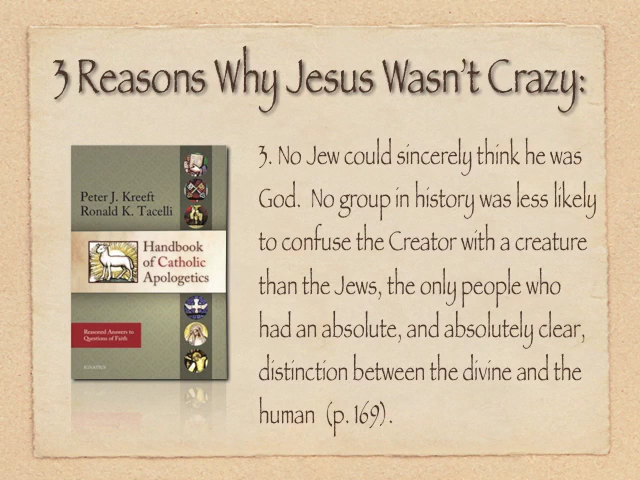 3 Reasons Why Jesus Wasn't Crazy:
Peter J. Kreeft
Ronald K. Tacelli
Handbook
of Catholic
Apologetics
Reasoned Answers to
Questions of Faith
IGNATIUS
3. No Jew could sincerely think he was
God. No group in history was less likely
to confuse the Creator with a creature
than the Jews, the only people who
had an absolute, and absolutely clear,
distinction between the divine and the
human (p. 169).